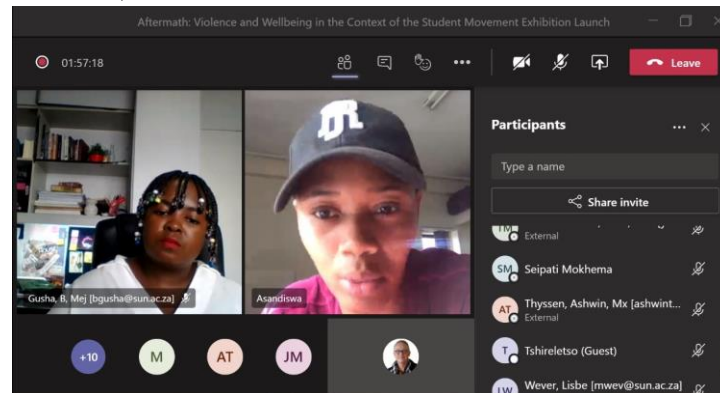 Aftermath: Violence and Wellbeing in the Context of the Student Movement Exhibition Launch
01:57:18
Leave
Participants
Type a name
Share invite
External
SM Seipati Mokhema
AT Thyssen, Ashwin, Mx [ashwint...
External
T Tshireletso (Guest)
LW Wever, Lisbe [mwev@sun.ac.za]
Gusha, B, Mej [bgusha@sun.ac.za]
Asandiswa
+10
M
AT
JM